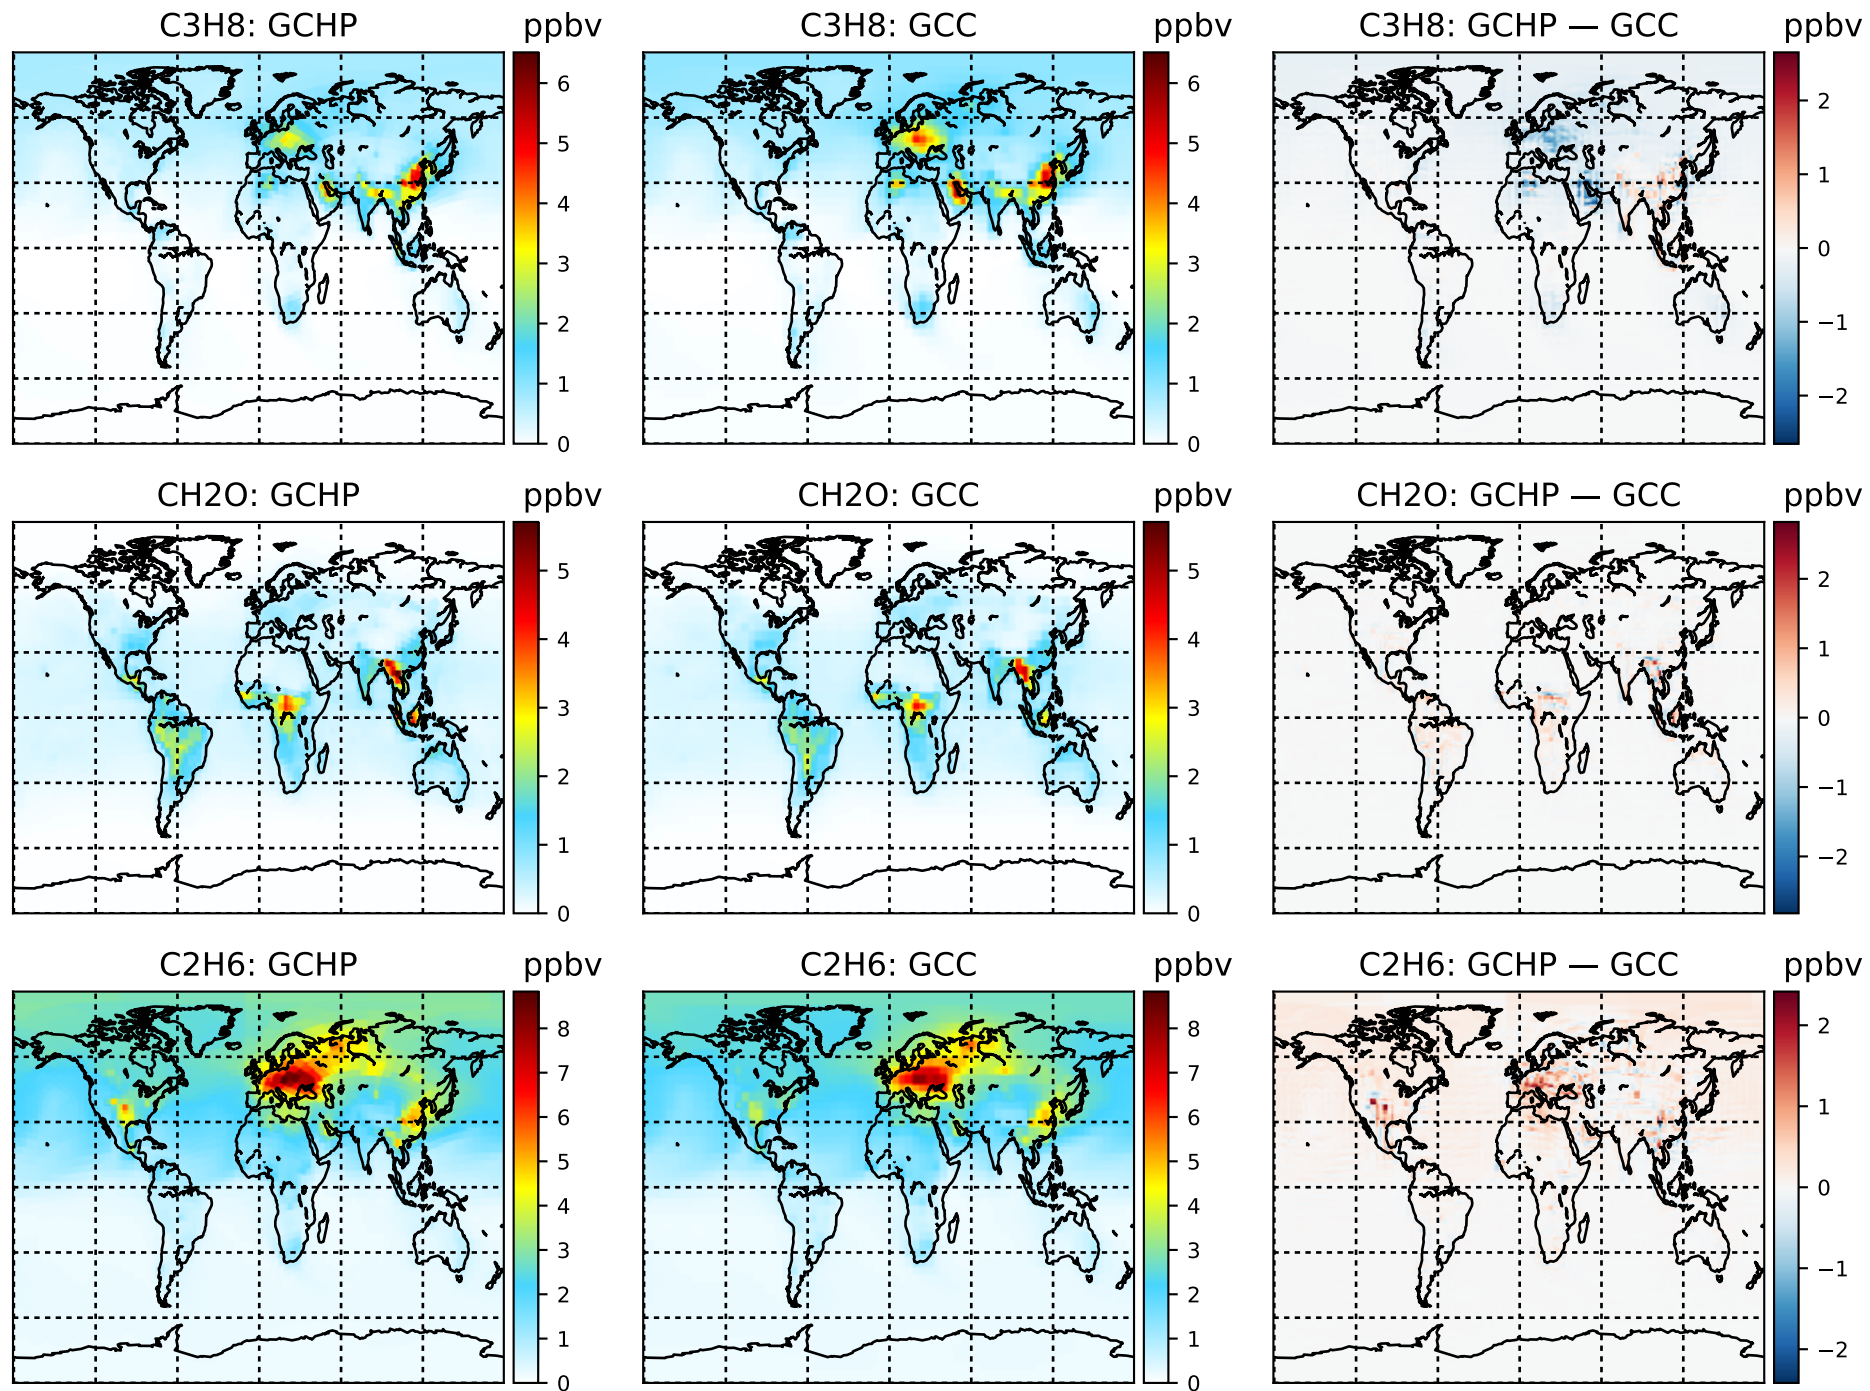 C3H8: GCHP ppbv C3H8: GCC ppbv C3H8: GCHP — GCC ppbv
6 6 2
5 5 1
4 4 0
3 3 −1
2 2 −2
1 1
0 0
CH2O: GCHP ppbv CH2O: GCC ppbv CH2O: GCHP — GCC ppbv
5 5 2
4 4 1
3 3 0
2 2 −1
1 1 −2
0 0
C2H6: GCHP ppbv C2H6: GCC ppbv C2H6: GCHP — GCC ppbv
8 8 2
7 7 1
6 6 0
5 5 −1
4 4 −2
3 3
2 2
1 1
0 0